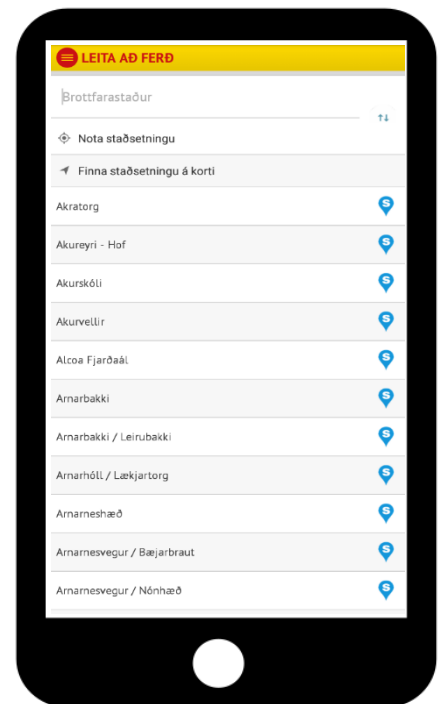 LEITA AÐ FERÐ
Brottfarastaður
Nota staðsetningu
Finna staðsetningu á korti
Akratorg
S
Akureyri - Hof
S
Akurskóli
S
Akurvellir
S
Alcoa Fjarðaál
S
Arnarbakki
S
Arnarbakki / Leirubakki
S
Arnarhóll / Lækjartorg
S
Arnarneshæð
S
Arnarnesvegur / Bæjarbraut
S
Arnarnesvegur / Nónhæð
S